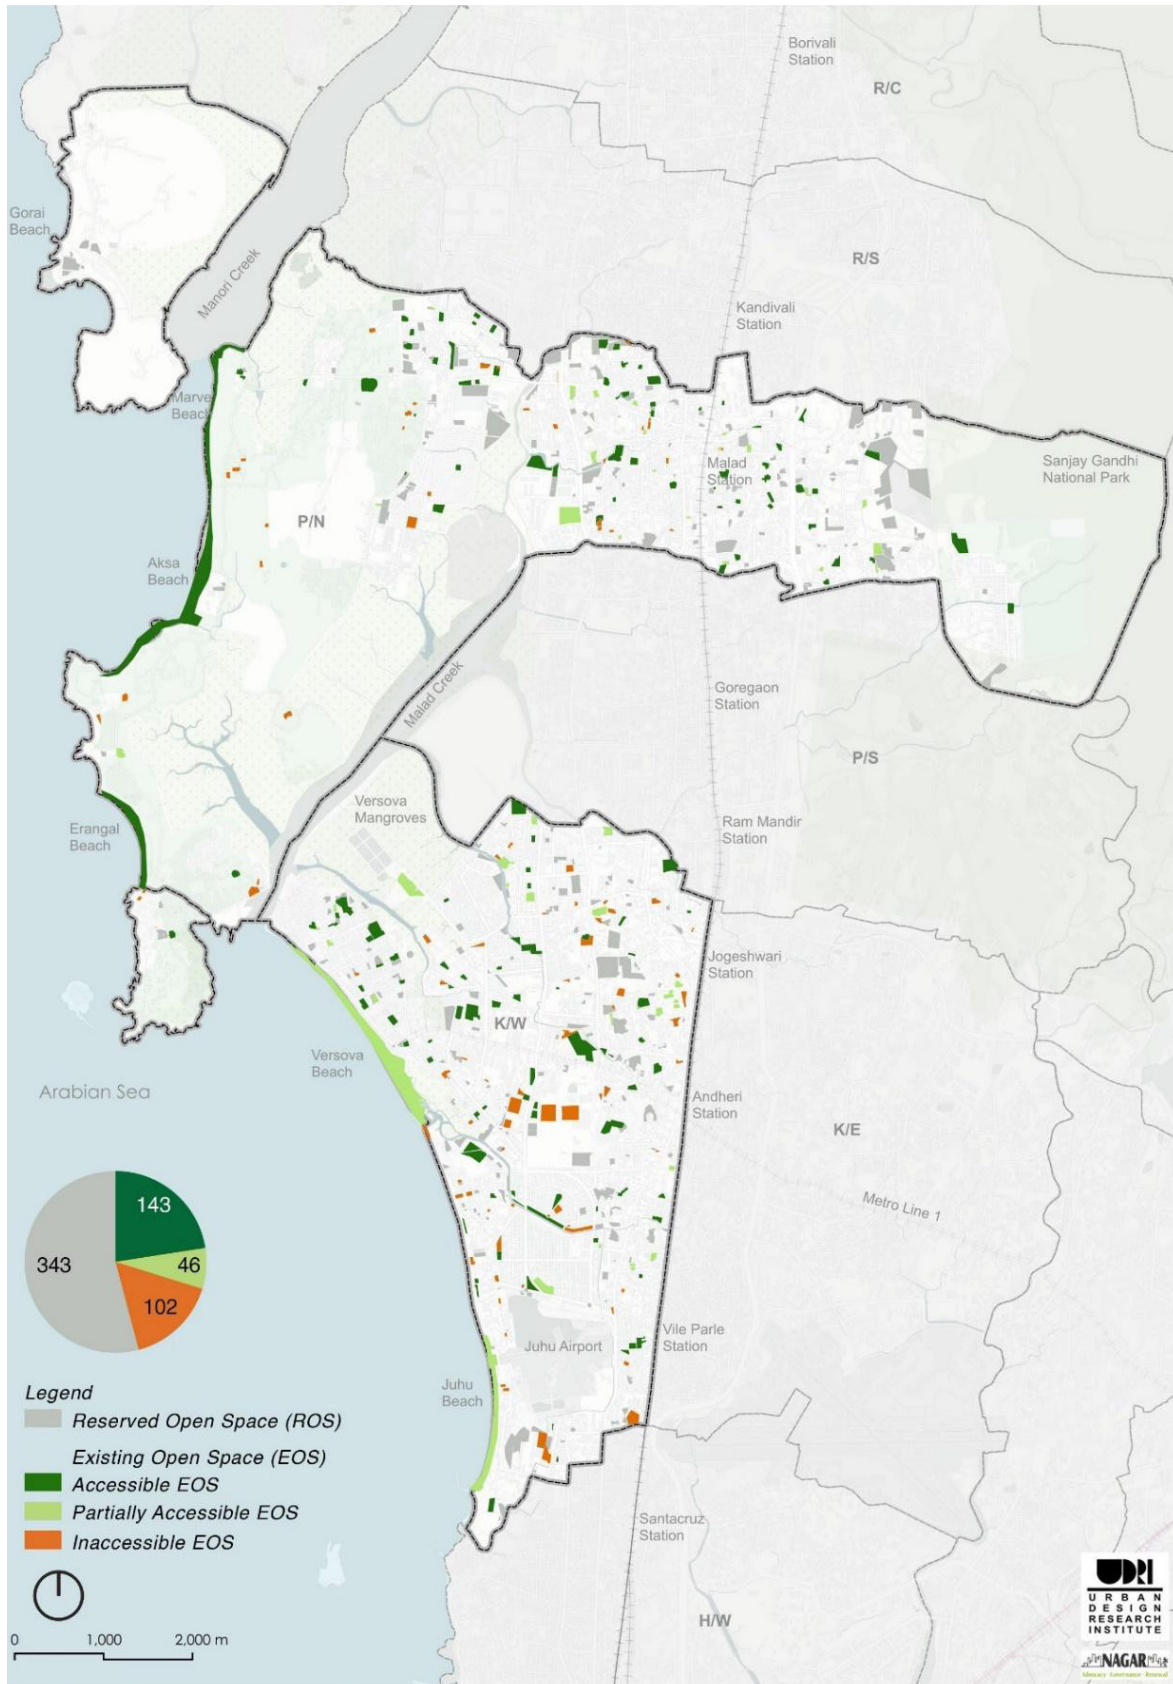 Borivali
Station
R/C
Gorai
Beach
Manori Creek
R/S
Kandivali
Station
Marve
Beach
Malad
Station
Sanjay Gandhi
National Park
P/N
Aksa
Beach
Malad Creek
Goregaon
Station
P/S
Versova
Mangroves
Erangal
Beach
Ram Mandir
Station
Jogeshwari
Station
K/W
Versova
Beach
Arabian Sea
Andheri
Station
K/E
Metro Line 1
143
343
46
102
Vile Parle
Station
Juhu Airport
Juhu
Beach
Legend
Reserved Open Space (ROS)
Existing Open Space (EOS)
Accessible EOS
Partially Accessible EOS
Inaccessible EOS
Santacruz
Station
H/W
0 1,000 2,000 m
UDRI
URBAN
DESIGN
RESEARCH
INSTITUTE
NAGAR
Advocacy · Governance · Renewal